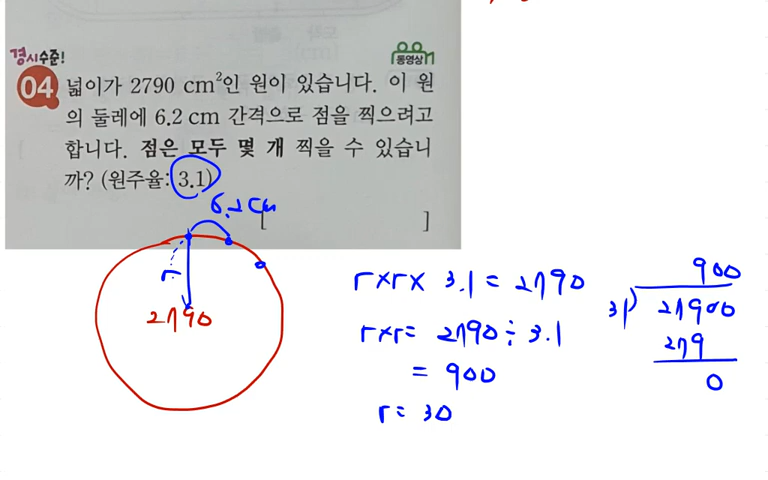 경시수준!
동영상
04 넓이가 2790 cm²인 원이 있습니다. 이 원
의 둘레에 6.2 cm 간격으로 점을 찍으려고
합니다. 점은 모두 몇 개 찍을 수 있습니
까? (원주율: 3.1)
[ ]
6.2cm
r
2790
r×r× 3.1 = 2790
r×r= 2790 ÷ 3.1
= 900
r = 30
900
31) 27900
279
0